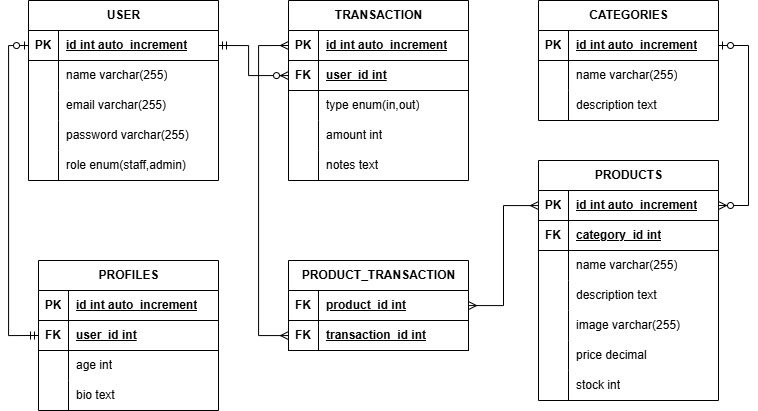 USER
PK id int auto_increment
name varchar(255)
email varchar(255)
password varchar(255)
role enum(staff,admin)
TRANSACTION
PK id int auto_increment
FK user_id int
type enum(in,out)
amount int
notes text
CATEGORIES
PK id int auto_increment
name varchar(255)
description text
PROFILES
PK id int auto_increment
FK user_id int
age int
bio text
PRODUCT_TRANSACTION
FK product_id int
FK transaction_id int
PRODUCTS
PK id int auto_increment
FK category_id int
name varchar(255)
description text
image varchar(255)
price decimal
stock int